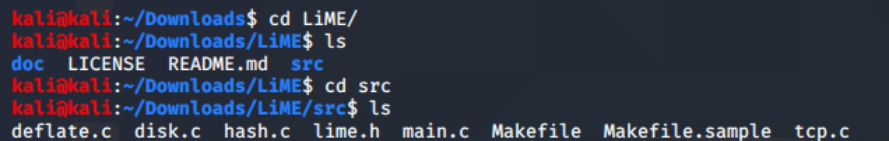 kali@kali:~/Downloads$ cd LiME/
kali@kali:~/Downloads/LiME$ ls
doc  LICENSE  README.md  src
kali@kali:~/Downloads/LiME$ cd src
kali@kali:~/Downloads/LiME/src$ ls
deflate.c  disk.c  hash.c  lime.h  main.c  Makefile  Makefile.sample  tcp.c